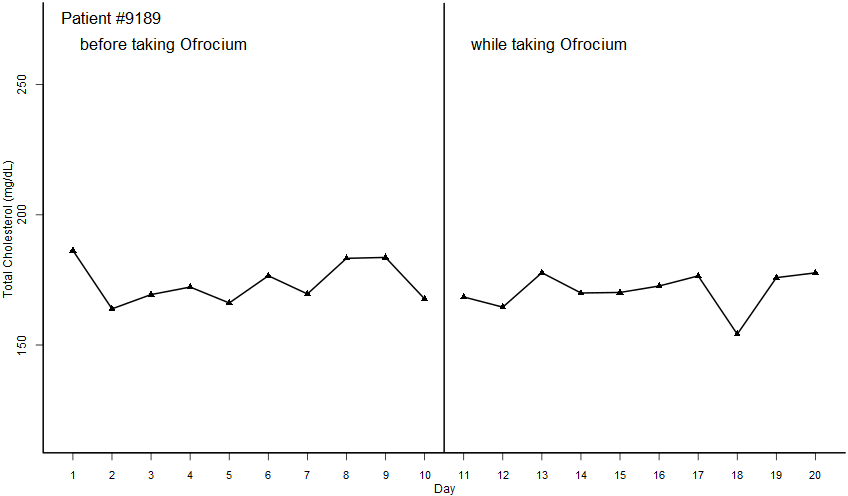 Patient #9189
before taking Ofrocium
while taking Ofrocium
Total Cholesterol (mg/dL)
250
200
150
1 2 3 4 5 6 7 8 9 10 11 12 13 14 15 16 17 18 19 20
Day